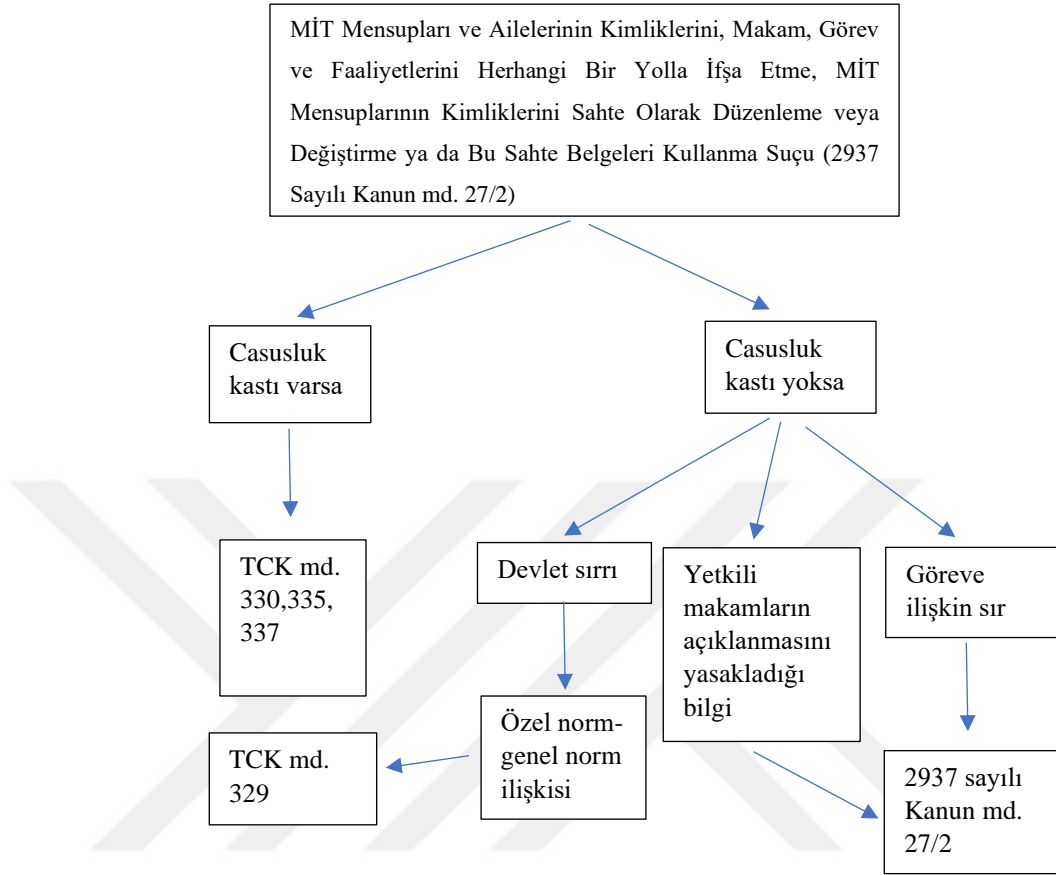 MİT Mensupları ve Ailelerinin Kimliklerini, Makam, Görev
ve Faaliyetlerini Herhangi Bir Yolla İfşa Etme, MİT
Mensuplarının Kimliklerini Sahte Olarak Düzenleme veya
Değiştirme ya da Bu Sahte Belgeleri Kullanma Suçu (2937
Sayılı Kanun md. 27/2)
Casusluk
kastı varsa
Casusluk
kastı yoksa
TCK md.
330,335,
337
Devlet sırrı
Yetkili
makamların
açıklanmasını
yasakladığı
bilgi
Göreve
ilişkin sır
TCK md.
329
Özel norm-
genel norm
ilişkisi
2937 sayılı
Kanun md.
27/2